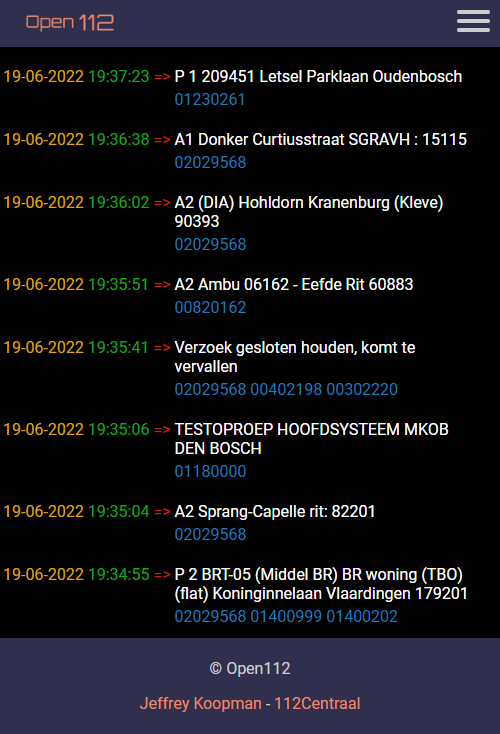 Open 112
19-06-2022 19:37:23 => P 1 209451 Letsel Parklaan Oudenbosch
01230261
19-06-2022 19:36:38 => A1 Donker Curtiusstraat SGRAVH : 15115
02029568
19-06-2022 19:36:02 => A2 (DIA) Hohldorn Kranenburg (Kleve)
90393
02029568
19-06-2022 19:35:51 => A2 Ambu 06162 - Eefde Rit 60883
00820162
19-06-2022 19:35:41 => Verzoek gesloten houden, komt te
vervallen
02029568 00402198 00302220
19-06-2022 19:35:06 => TESTOPROEP HOOFDSYSTEEM MKOB
DEN BOSCH
01180000
19-06-2022 19:35:04 => A2 Sprang-Capelle rit: 82201
02029568
19-06-2022 19:34:55 => P 2 BRT-05 (Middel BR) BR woning (TBO)
(flat) Koninginnelaan Vlaardingen 179201
02029568 01400999 01400202
© Open112
Jeffrey Koopman - 112Centraal